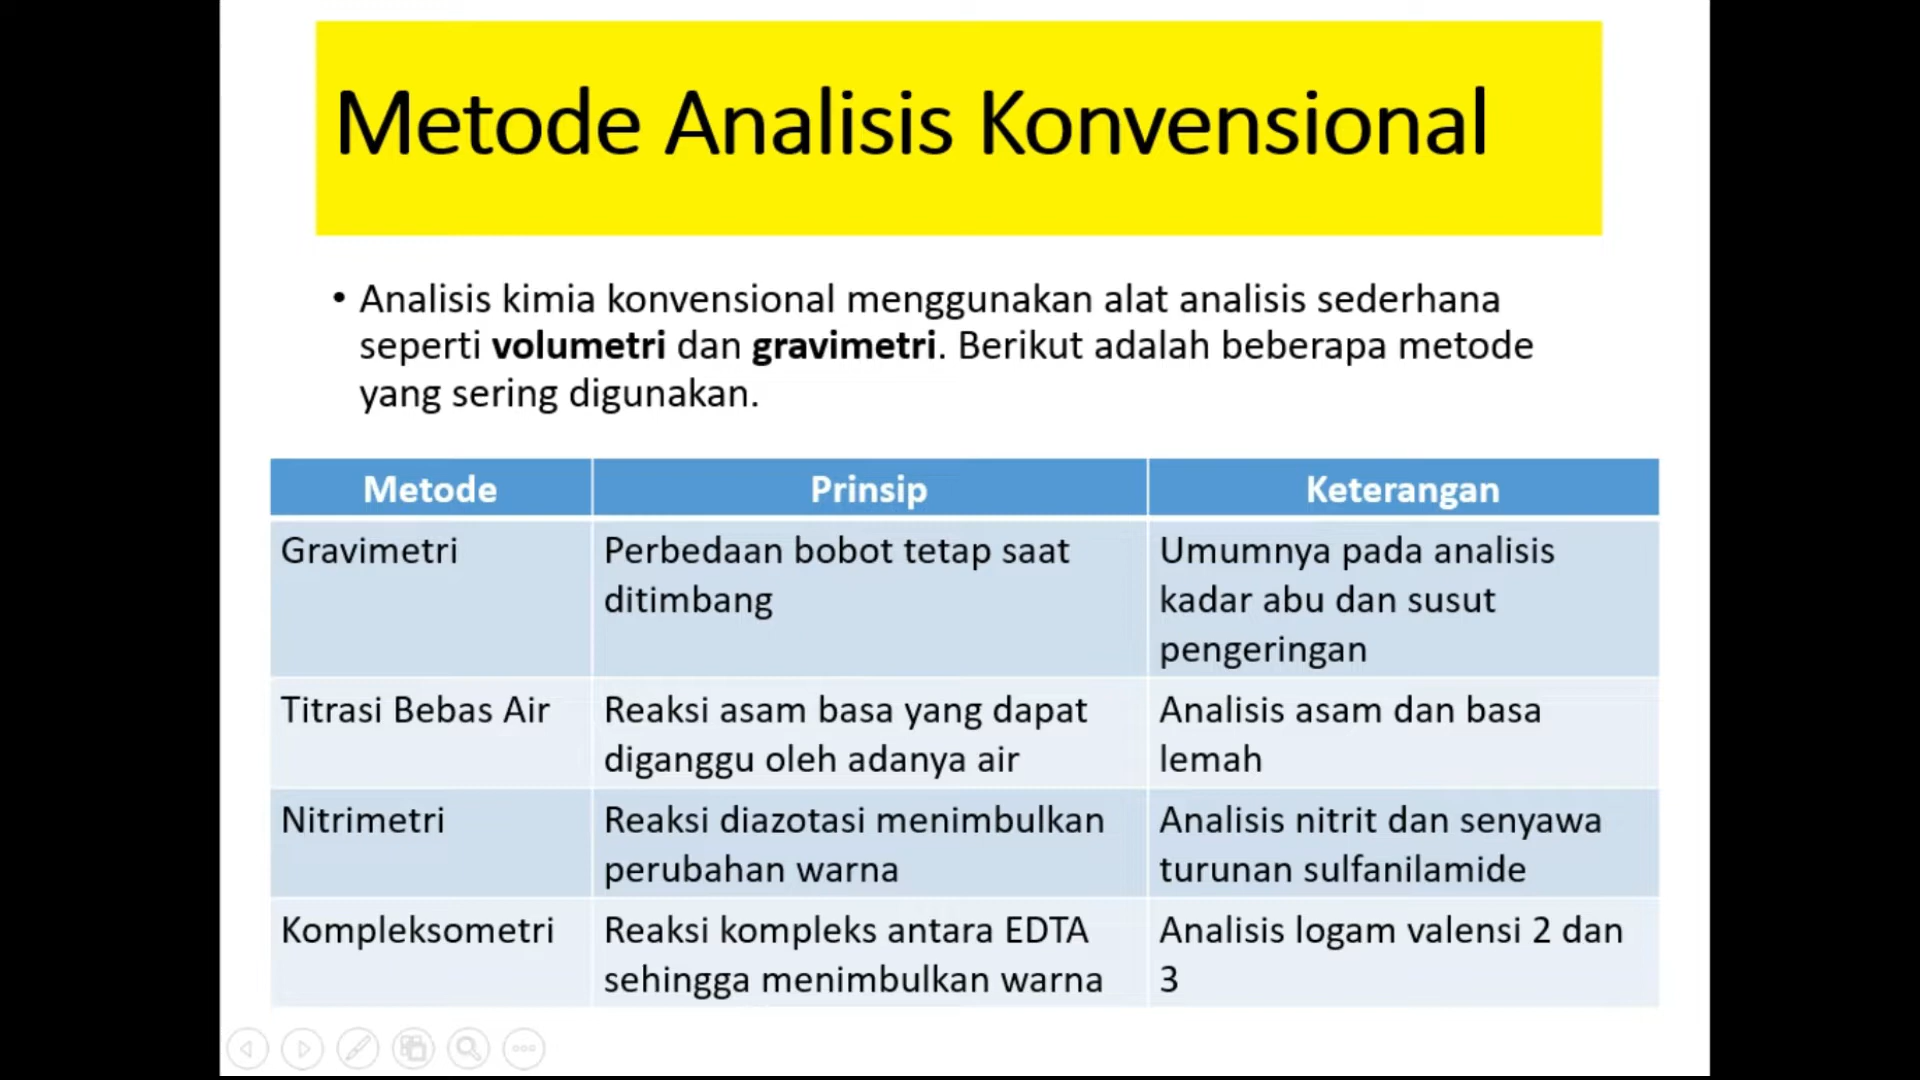 Metode Analisis Konvensional
• Analisis kimia konvensional menggunakan alat analisis sederhana
seperti volumetri dan gravimetri. Berikut adalah beberapa metode
yang sering digunakan.
Metode Prinsip Keterangan
Gravimetri Perbedaan bobot tetap saat Umumnya pada analisis
ditimbang kadar abu dan susut
pengeringan
Titrasi Bebas Air Reaksi asam basa yang dapat Analisis asam dan basa
diganggu oleh adanya air lemah
Nitrimetri Reaksi diazotasi menimbulkan Analisis nitrit dan senyawa
perubahan warna turunan sulfanilamide
Kompleksometri Reaksi kompleks antara EDTA Analisis logam valensi 2 dan
sehingga menimbulkan warna 3